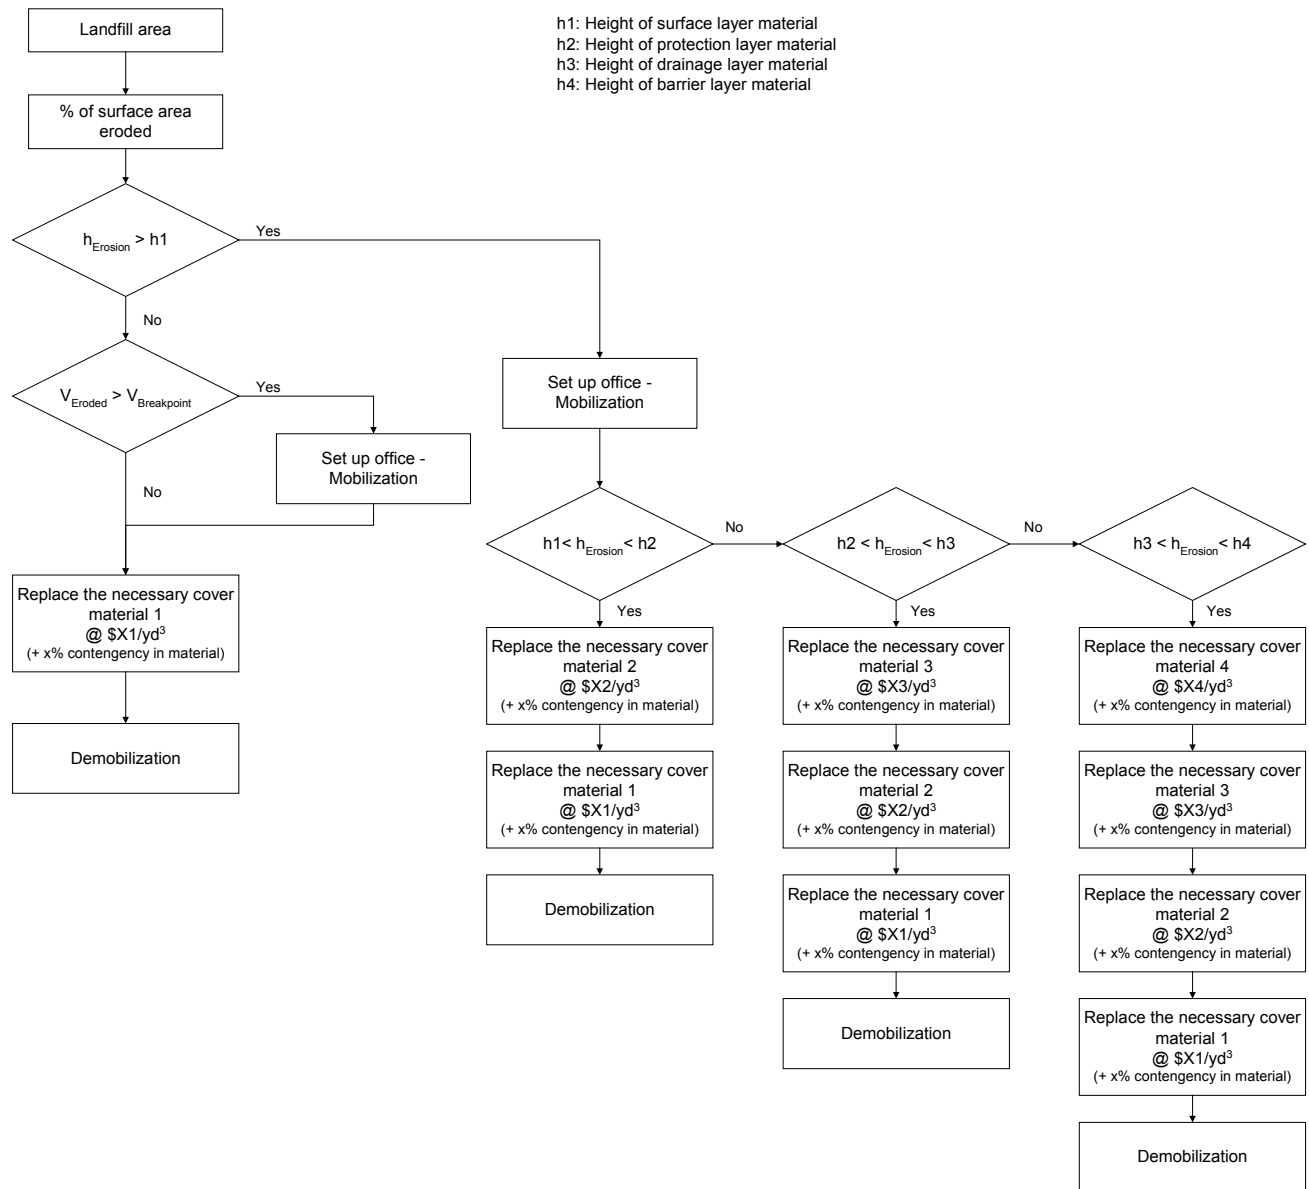 Landfill area
h1: Height of surface layer material
h2: Height of protection layer material
h3: Height of drainage layer material
h4: Height of barrier layer material
% of surface area
eroded
hErosion > h1
Yes
No
VEroded > VBreakpoint
Yes
No
Set up office -
Mobilization
Replace the necessary cover
material 1
@ $X1/yd³
(+ x% contengency in material)
Demobilization
Set up office -
Mobilization
h1< hErosion< h2
No
Yes
Replace the necessary cover
material 2
@ $X2/yd³
(+ x% contengency in material)
Replace the necessary cover
material 1
@ $X1/yd³
(+ x% contengency in material)
Demobilization
h2 < hErosion< h3
No
Yes
Replace the necessary cover
material 3
@ $X3/yd³
(+ x% contengency in material)
Replace the necessary cover
material 2
@ $X2/yd³
(+ x% contengency in material)
Replace the necessary cover
material 1
@ $X1/yd³
(+ x% contengency in material)
Demobilization
h3 < hErosion< h4
Yes
Replace the necessary cover
material 4
@ $X4/yd³
(+ x% contengency in material)
Replace the necessary cover
material 3
@ $X3/yd³
(+ x% contengency in material)
Replace the necessary cover
material 2
@ $X2/yd³
(+ x% contengency in material)
Replace the necessary cover
material 1
@ $X1/yd³
(+ x% contengency in material)
Demobilization